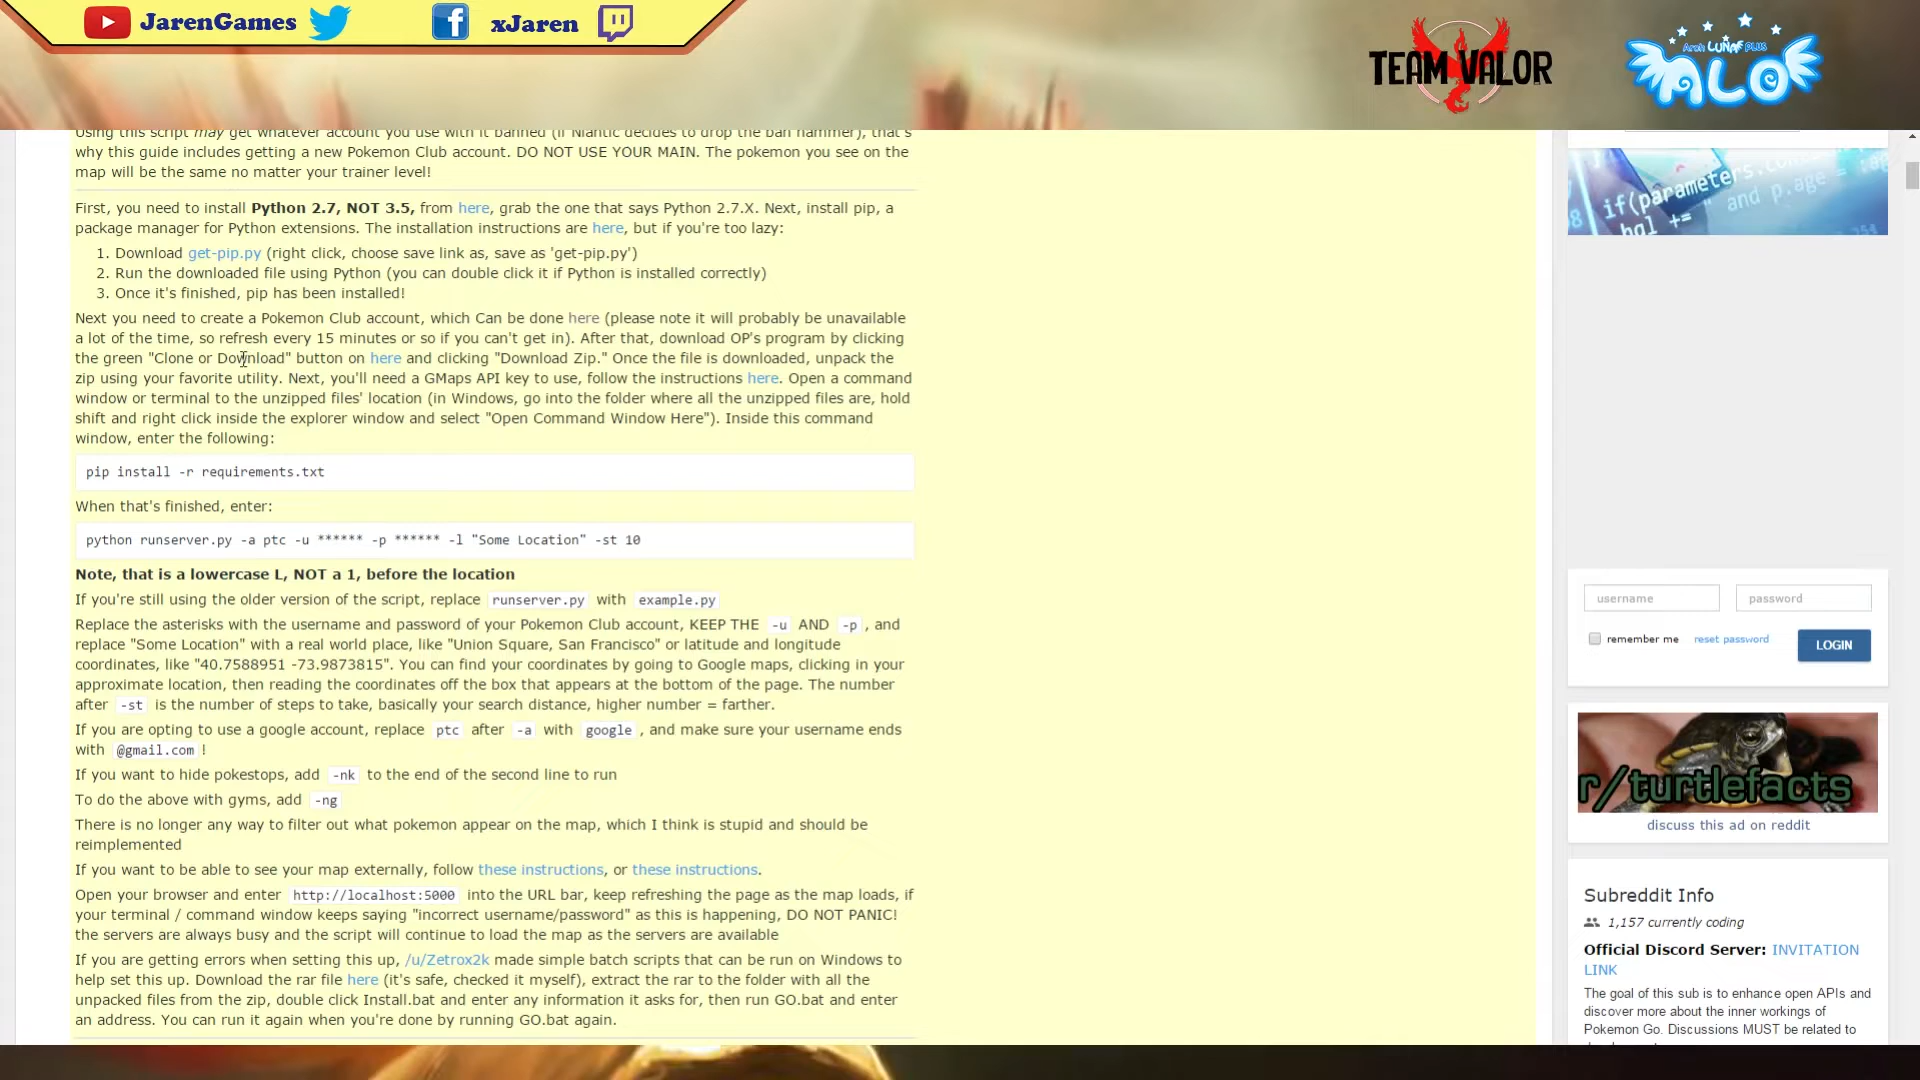 JarenGames
xJaren
TEAM VALOR
Arch LUNAF PLUS
ALO
Using this script may get whatever account you use with it banned (if Niantic decides to drop the ban hammer), that's
why this guide includes getting a new Pokemon Club account. DO NOT USE YOUR MAIN. The pokemon you see on the
map will be the same no matter your trainer level!
First, you need to install Python 2.7, NOT 3.5, from here, grab the one that says Python 2.7.X. Next, install pip, a
package manager for Python extensions. The installation instructions are here, but if you're too lazy:
1. Download get-pip.py (right click, choose save link as, save as 'get-pip.py')
2. Run the downloaded file using Python (you can double click it if Python is installed correctly)
3. Once it's finished, pip has been installed!
Next you need to create a Pokemon Club account, which Can be done here (please note it will probably be unavailable
a lot of the time, so refresh every 15 minutes or so if you can't get in). After that, download OP's program by clicking
the green "Clone or Download" button on here and clicking "Download Zip." Once the file is downloaded, unpack the
zip using your favorite utility. Next, you'll need a GMaps API key to use, follow the instructions here. Open a command
window or terminal to the unzipped files' location (in Windows, go into the folder where all the unzipped files are, hold
shift and right click inside the explorer window and select "Open Command Window Here"). Inside this command
window, enter the following:
pip install -r requirements.txt
When that's finished, enter:
python runserver.py -a ptc -u ****** -p ****** -l "Some Location" -st 10
Note, that is a lowercase L, NOT a 1, before the location
If you're still using the older version of the script, replace runserver.py with example.py
Replace the asterisks with the username and password of your Pokemon Club account, KEEP THE -u AND -p , and
replace "Some Location" with a real world place, like "Union Square, San Francisco" or latitude and longitude
coordinates, like "40.7588951 -73.9873815". You can find your coordinates by going to Google maps, clicking in your
approximate location, then reading the coordinates off the box that appears at the bottom of the page. The number
after -st is the number of steps to take, basically your search distance, higher number = farther.
If you are opting to use a google account, replace ptc after -a with google , and make sure your username ends
with @gmail.com !
If you want to hide pokestops, add -nk to the end of the second line to run
To do the above with gyms, add -ng
There is no longer any way to filter out what pokemon appear on the map, which I think is stupid and should be
reimplemented
If you want to be able to see your map externally, follow these instructions, or these instructions.
Open your browser and enter http://localhost:5000 into the URL bar, keep refreshing the page as the map loads, if
your terminal / command window keeps saying "incorrect username/password" as this is happening, DO NOT PANIC!
the servers are always busy and the script will continue to load the map as the servers are available
If you are getting errors when setting this up, /u/Zetrox2k made simple batch scripts that can be run on Windows to
help set this up. Download the rar file here (it's safe, checked it myself), extract the rar to the folder with all the
unpacked files from the zip, double click Install.bat and enter any information it asks for, then run GO.bat and enter
an address. You can run it again when you're done by running GO.bat again.
if(parameters.
and p.age =
hql +=
username
password
remember me
reset password
LOGIN
r/turtlefacts
discuss this ad on reddit
Subreddit Info
1,157 currently coding
Official Discord Server: INVITATION
LINK
The goal of this sub is to enhance open APIs and
discover more about the inner workings of
Pokemon Go. Discussions MUST be related to